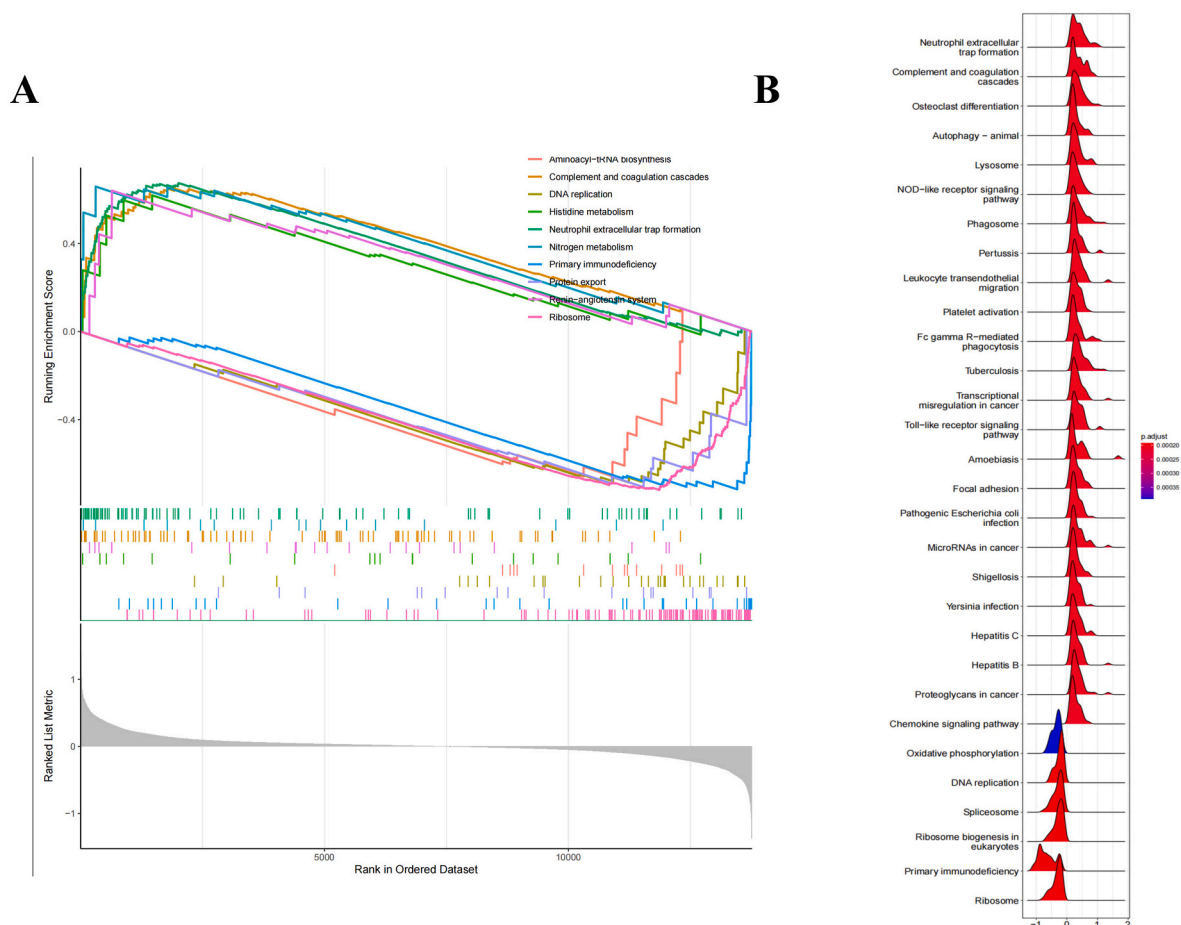 A
B
Aminoacyl-tRNA biosynthesis
Complement and coagulation cascades
DNA replication
Histidine metabolism
Neutrophil extracellular trap formation
Nitrogen metabolism
Primary immunodeficiency
Protein export
Renin-angiotensin system
Ribosome
Running Enrichment Score
0.4
0.0
-0.4
Ranked List Metric
1
0
-1
5000
10000
Rank in Ordered Dataset
Neutrophil extracellular
trap formation
Complement and coagulation
cascades
Osteoclast differentiation
Autophagy - animal
Lysosome
NOD-like receptor signaling
pathway
Phagosome
Pertussis
Leukocyte transendothelial
migration
Platelet activation
Fc gamma R-mediated
phagocytosis
Tuberculosis
Transcriptional
misregulation in cancer
Toll-like receptor signaling
pathway
Amoebiasis
Focal adhesion
Pathogenic Escherichia coli
infection
MicroRNAs in cancer
Shigellosis
Yersinia infection
Hepatitis C
Hepatitis B
Proteoglycans in cancer
Chemokine signaling pathway
Oxidative phosphorylation
DNA replication
Spliceosome
Ribosome biogenesis in
eukaryotes
Primary immunodeficiency
Ribosome
-1
0
1
2
p.adjust
0.00020
0.00025
0.00030
0.00035